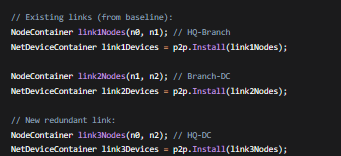 // Existing links (from baseline):
NodeContainer link1Nodes(n0, n1); // HQ-Branch
NetDeviceContainer link1Devices = p2p.Install(link1Nodes);
NodeContainer link2Nodes(n1, n2); // Branch-DC
NetDeviceContainer link2Devices = p2p.Install(link2Nodes);
// New redundant link:
NodeContainer link3Nodes(n0, n2); // HQ-DC
NetDeviceContainer link3Devices = p2p.Install(link3Nodes);